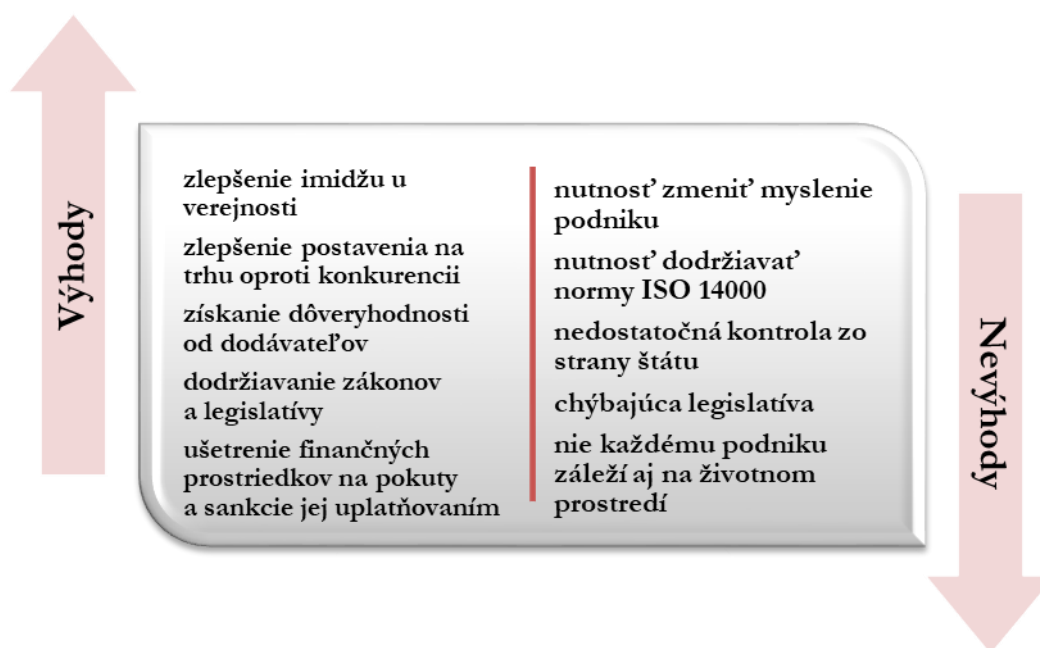 Výhody
zlepšenie imidžu u
verejnosti
zlepšenie postavenia na
trhu oproti konkurencii
získanie dôveryhodnosti
od dodávateľov
dodržiavanie zákonov
a legislatívy
ušetrenie finančných
prostriedkov na pokuty
a sankcie jej uplatňovaním
nutnosť zmeniť myslenie
podniku
nutnosť dodržiavať
normy ISO 14000
nedostatočná kontrola zo
strany štátu
chýbajúca legislatíva
nie každému podniku
záleží aj na životnom
prostredí
Nevýhody